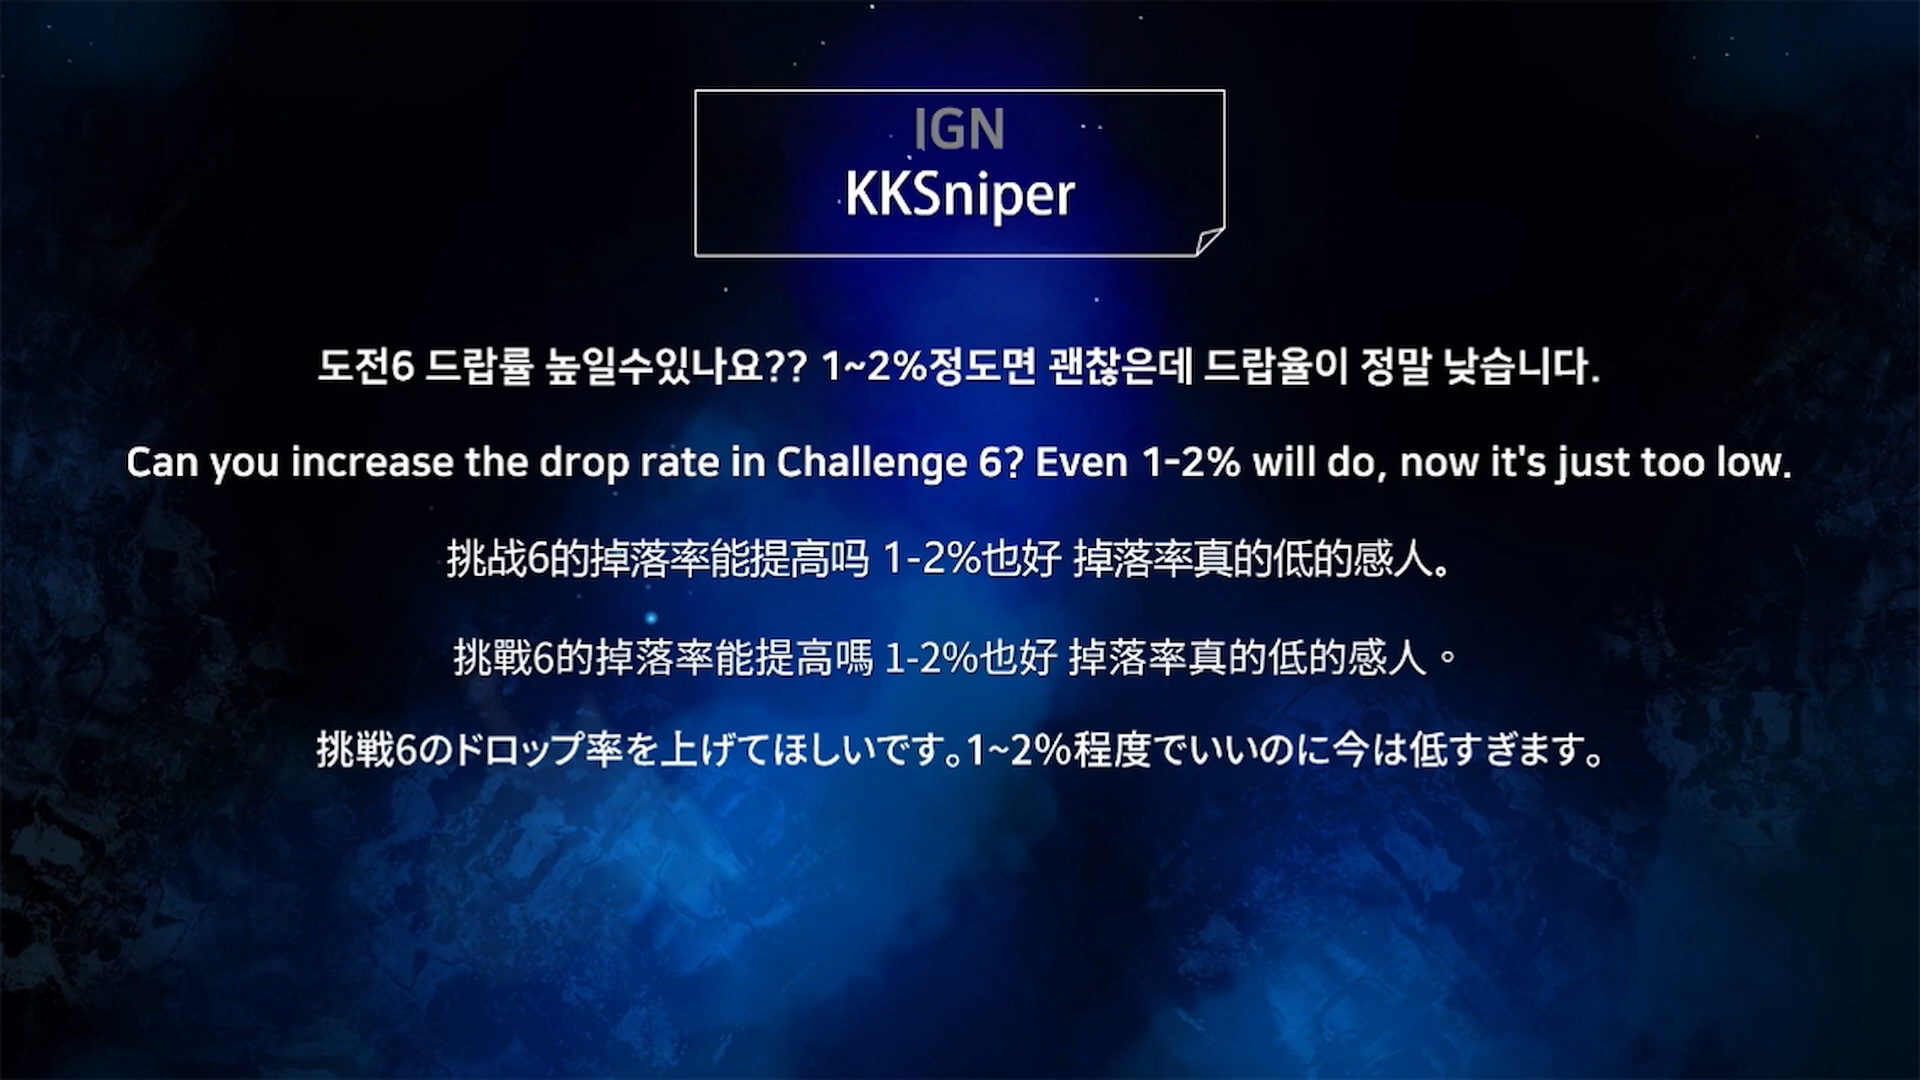 IGN
KKSniper
도전6 드랍률 높일수있나요?? 1~2%정도면 괜찮은데 드랍율이 정말 낮습니다.
Can you increase the drop rate in Challenge 6? Even 1-2% will do, now it's just too low.
挑战6的掉落率能提高吗 1-2%也好 掉落率真的低的感人。
挑戰6的掉落率能提高嗎 1-2%也好 掉落率真的低的感人。
挑戦6のドロップ率を上げてほしいです。1~2%程度でいいのに今は低すぎます。